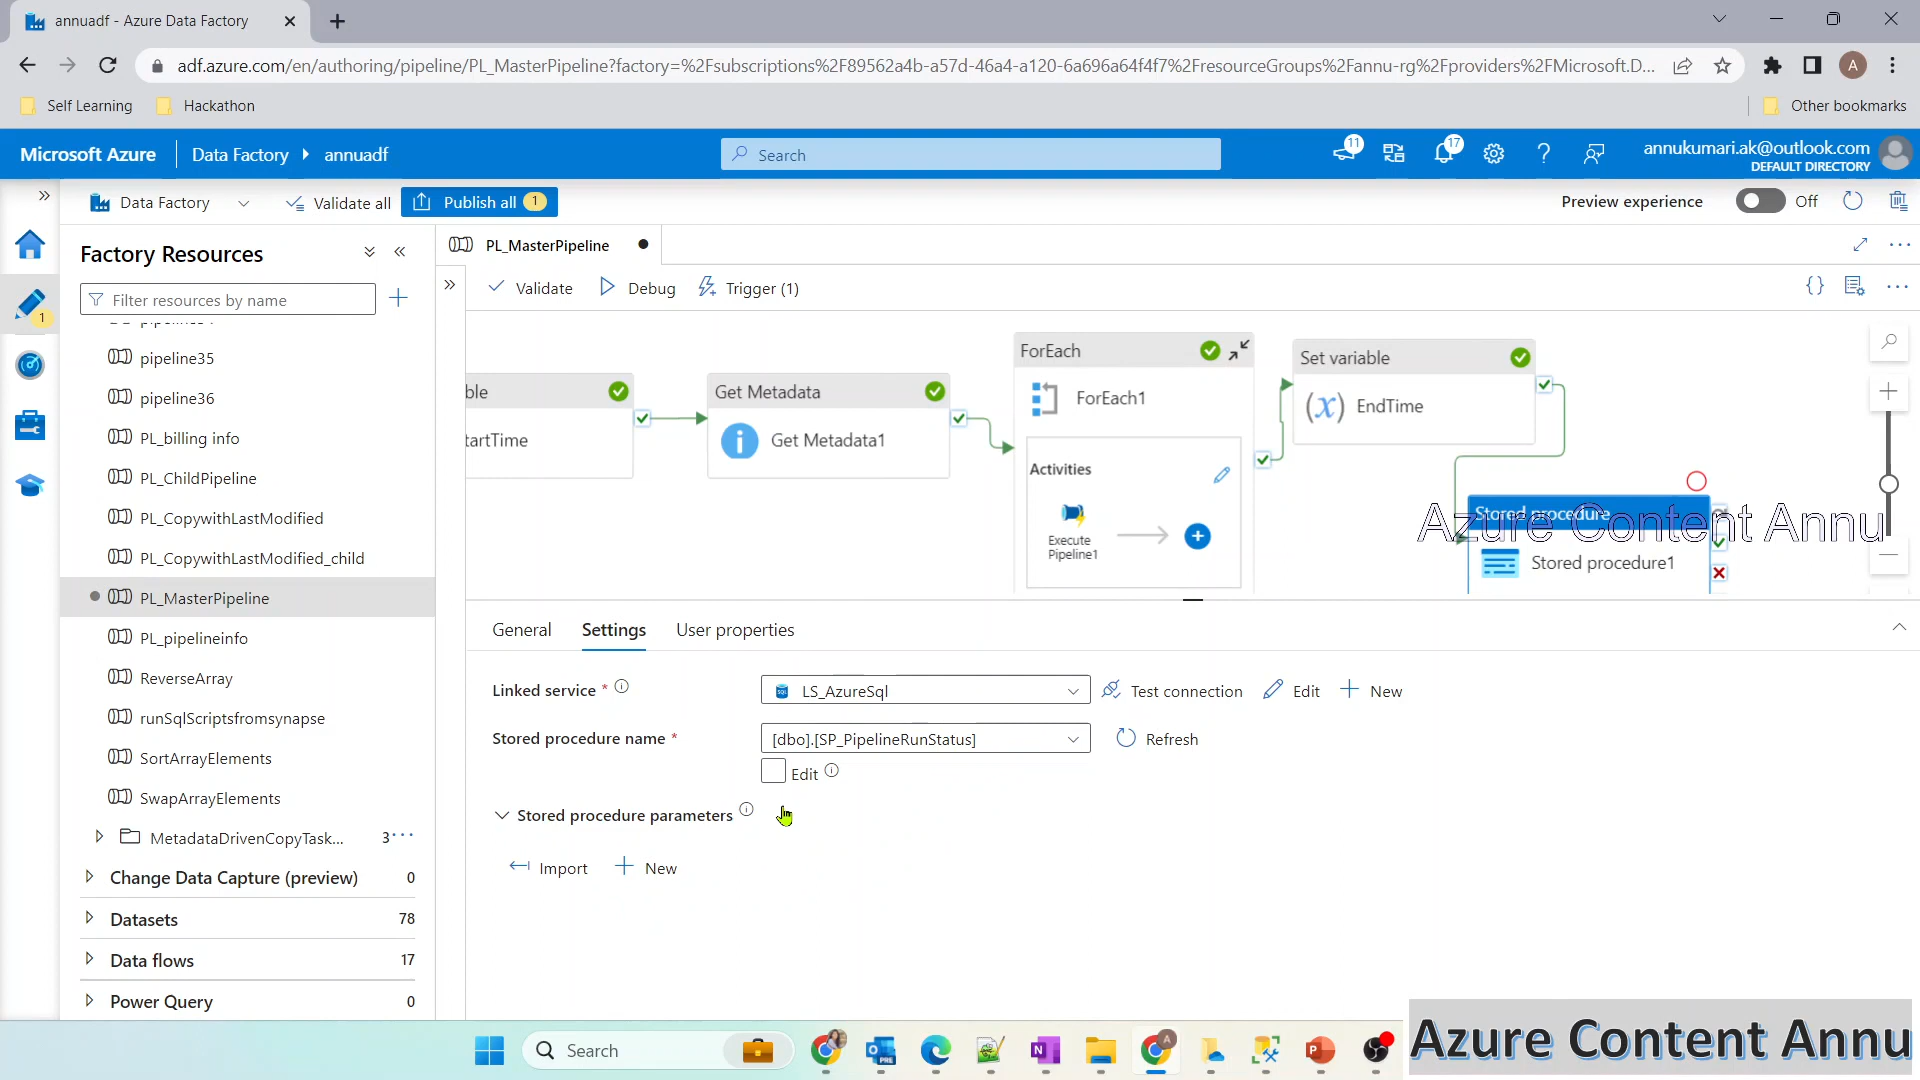 annuadf - Azure Data Factory
adf.azure.com/en/authoring/pipeline/PL_MasterPipeline?factory=%2Fsubscriptions%2F89562a4b-a57d-46a4-a120-6a696a64f4f7%2FresourceGroups%2Fannu-rg%2Fproviders%2FMicrosoft.D...
A
Self Learning
Hackathon
Other bookmarks
Microsoft Azure
Data Factory
annuadf
Search
11
17
annukumari.ak@outlook.com
DEFAULT DIRECTORY
Data Factory
Validate all
Publish all 1
Preview experience
Off
Factory Resources
Filter resources by name
1
pipeline35
pipeline36
PL_billing info
PL_ChildPipeline
PL_CopywithLastModified
PL_CopywithLastModified_child
PL_MasterPipeline
PL_pipelineinfo
ReverseArray
runSqlScriptsfromsynapse
SortArrayElements
SwapArrayElements
MetadataDrivenCopyTask... 3
Change Data Capture (preview) 0
Datasets 78
Data flows 17
Power Query 0
PL_MasterPipeline
Validate
Debug
Trigger (1)
ble
tartTime
Get Metadata
Get Metadata1
ForEach
ForEach1
Activities
Execute
Pipeline1
Set variable
(x) EndTime
Stored procedure
Stored procedure1
Azure Content Annu
General
Settings
User properties
Linked service *
LS_AzureSql
Test connection
Edit
New
Stored procedure name *
[dbo].[SP_PipelineRunStatus]
Refresh
Edit
Stored procedure parameters
Import
New
Search
Azure Content Annu